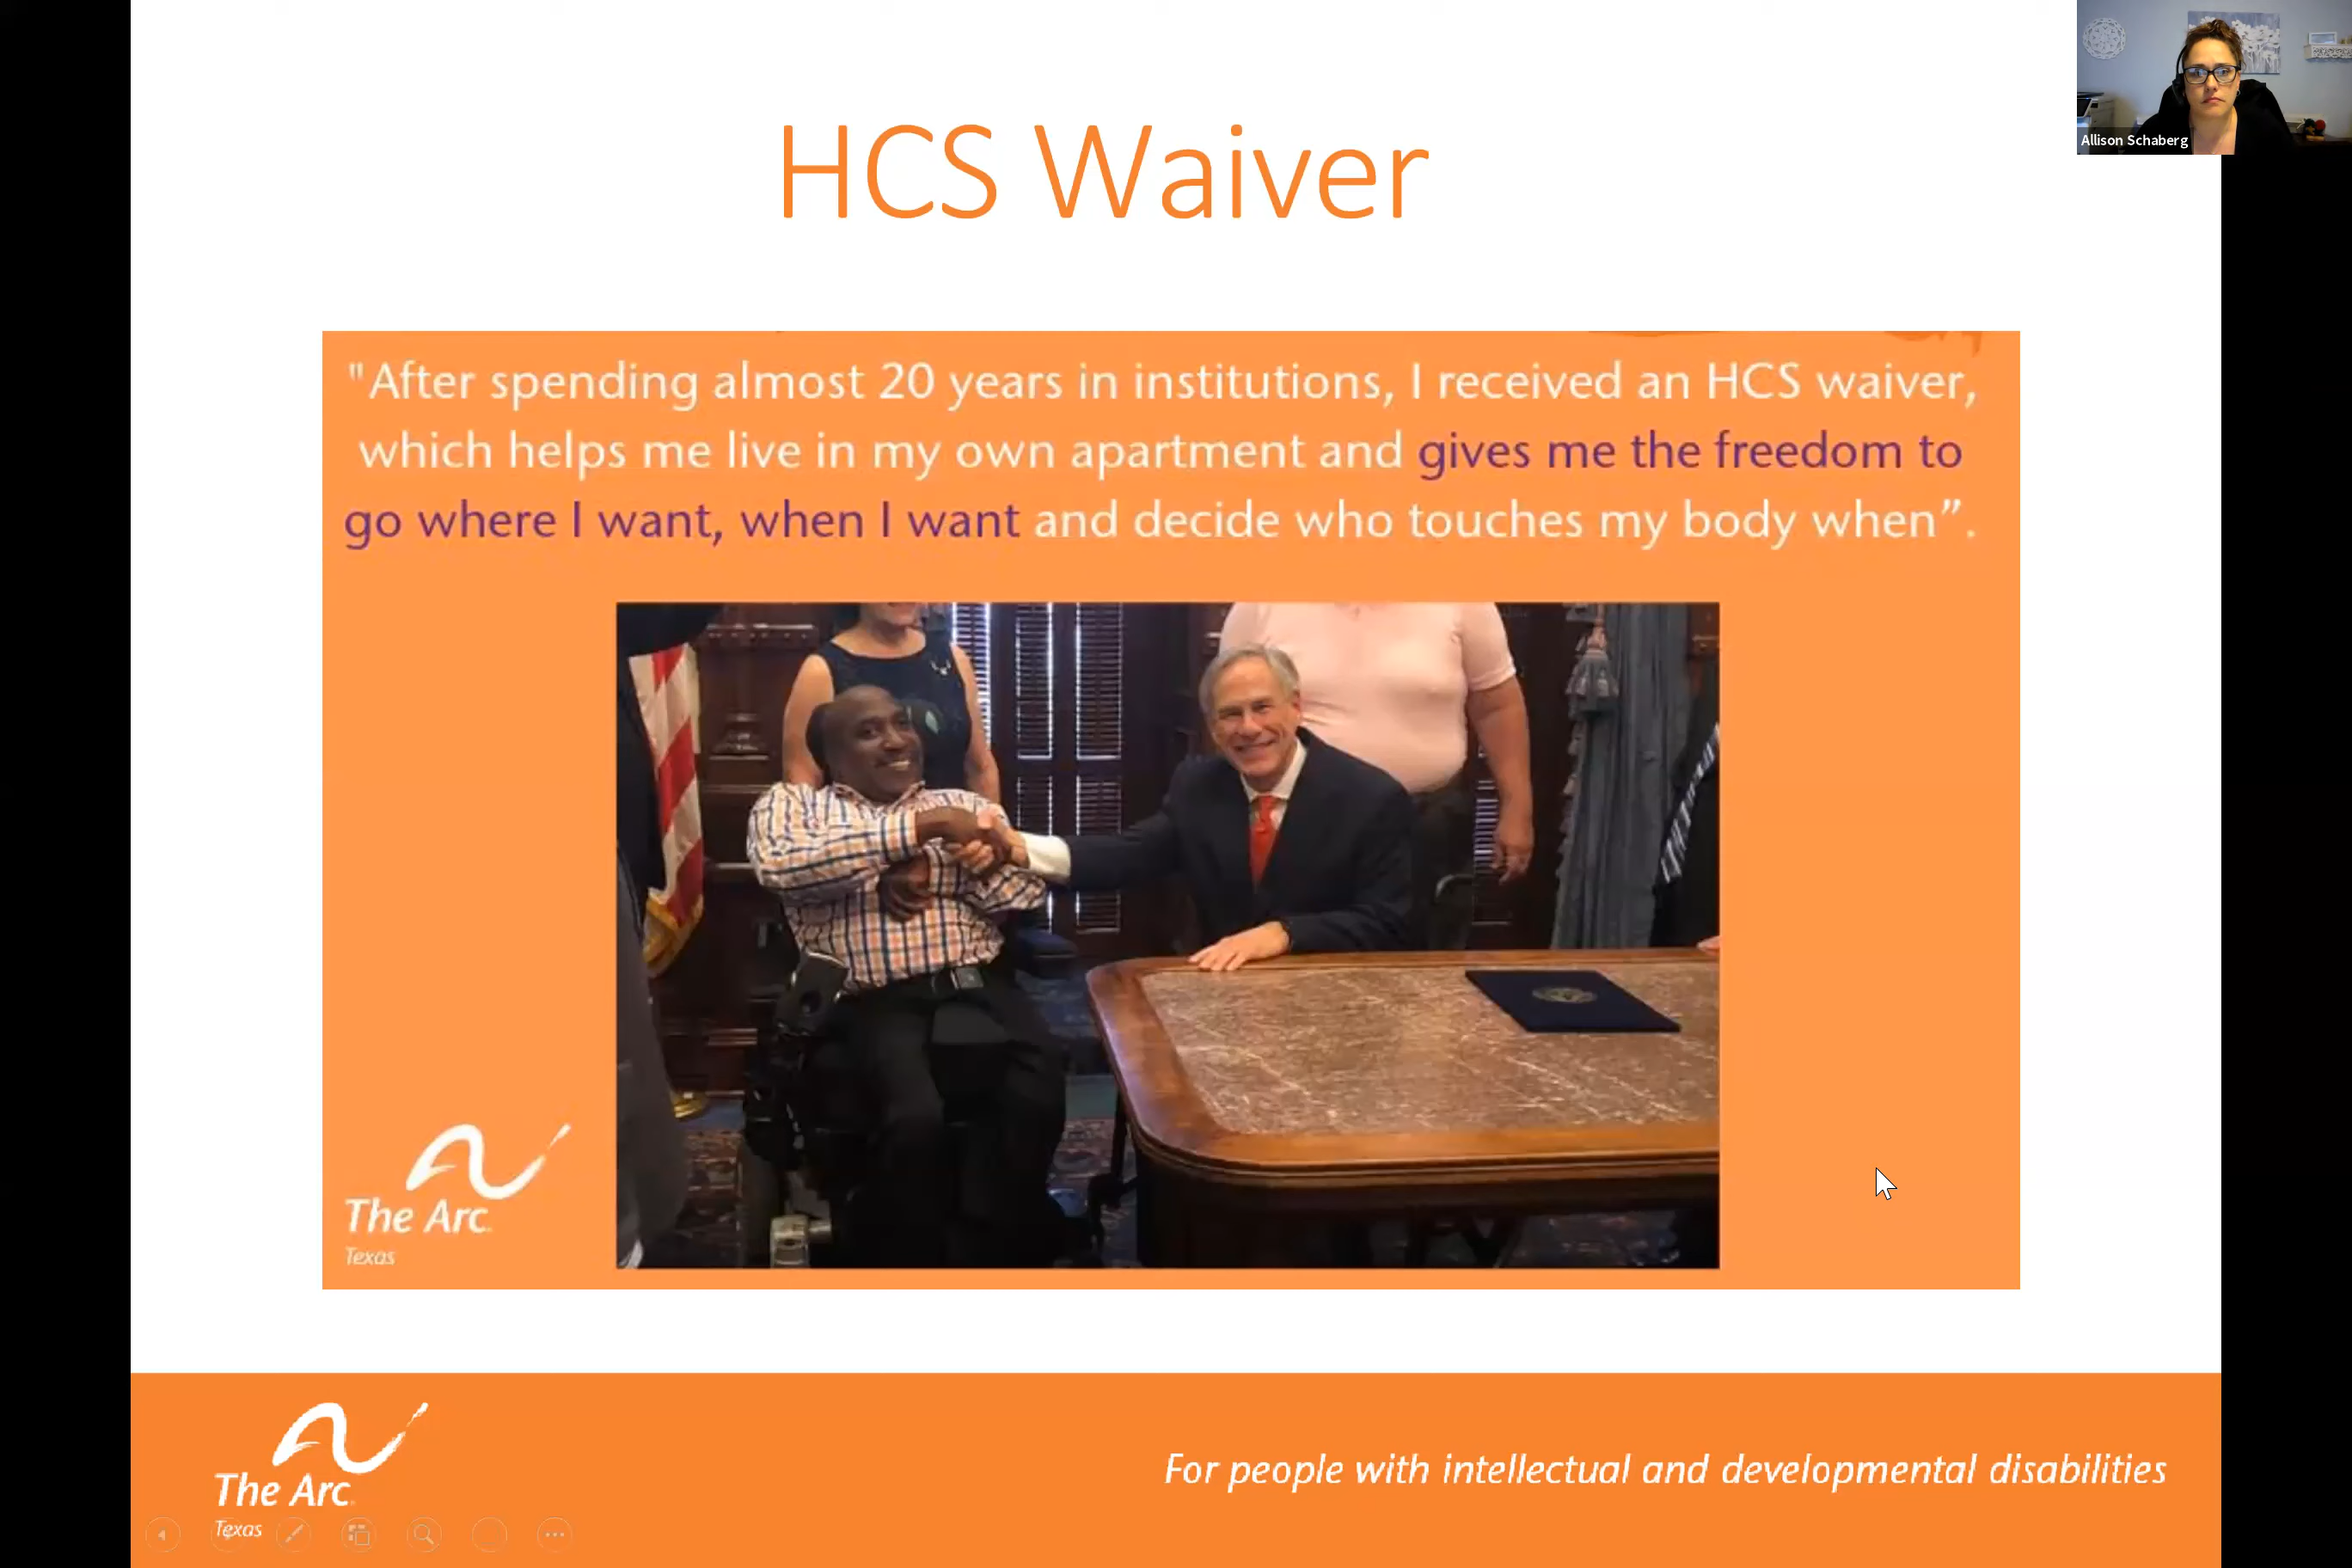 Allison Schaberg
HCS Waiver
"After spending almost 20 years in institutions, I received an HCS waiver,
which helps me live in my own apartment and gives me the freedom to
go where I want, when I want and decide who touches my body when”.
The Arc
Texas
The Arc
Texas
For people with intellectual and developmental disabilities